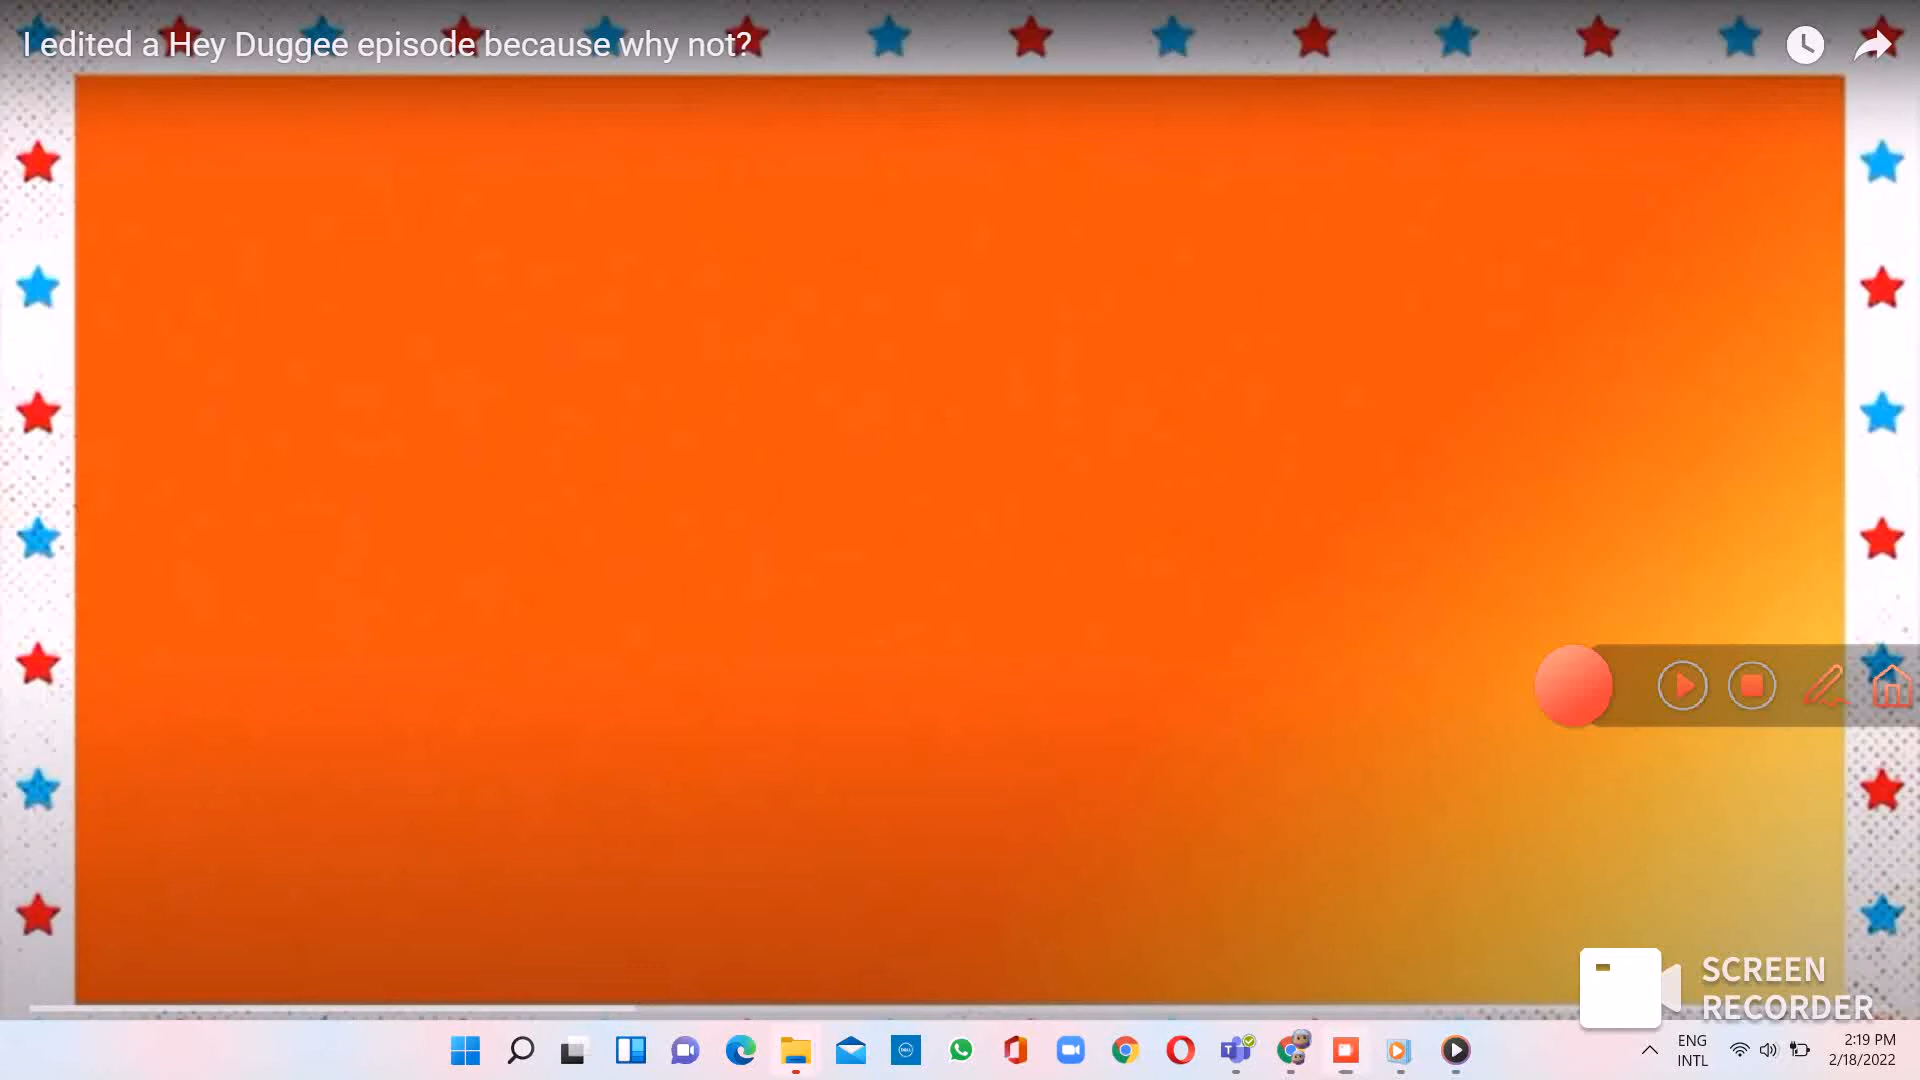 I edited a Hey Duggee episode because why not?
SCREEN
RECORDER
ENG
INTL
2:19 PM
2/18/2022